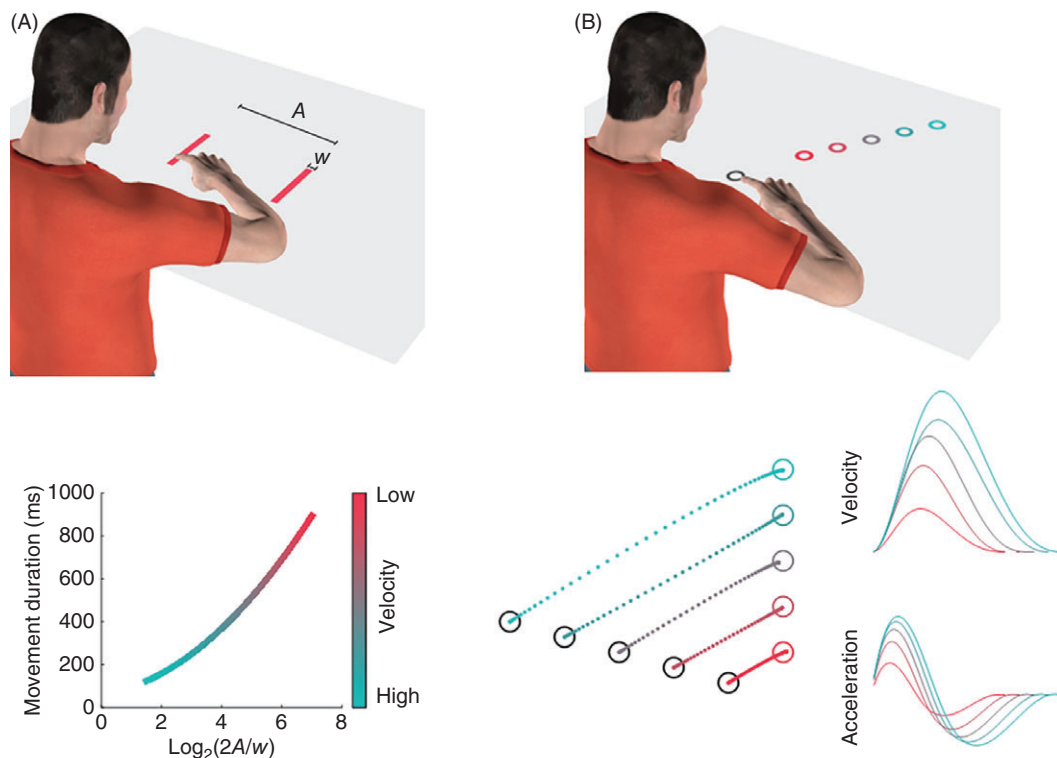 (A)
A
w
(B)
Movement duration (ms)
1000
800
600
400
200
0
0
2
4
6
8
Log₂(2A/w)
Low
Velocity
High
Velocity
Acceleration